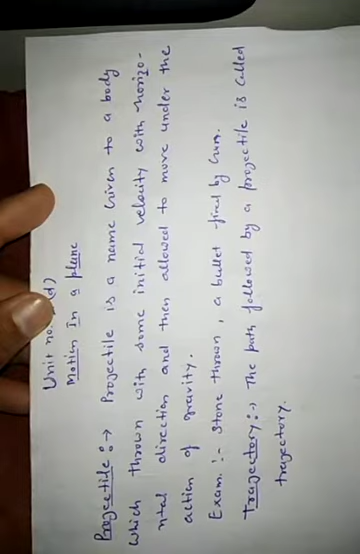 Unit no. (d)
Motion In a plane
Projectile :→ Projectile is a name given to a body
which thrown with some initial velocity with horizo-
ntal direction and then allowed to move under the
action of gravity.
Exam. :- Stone thrown, a bullet fired by Gun.
Trajectory :→ The path followed by a projectile is called
trajectory.